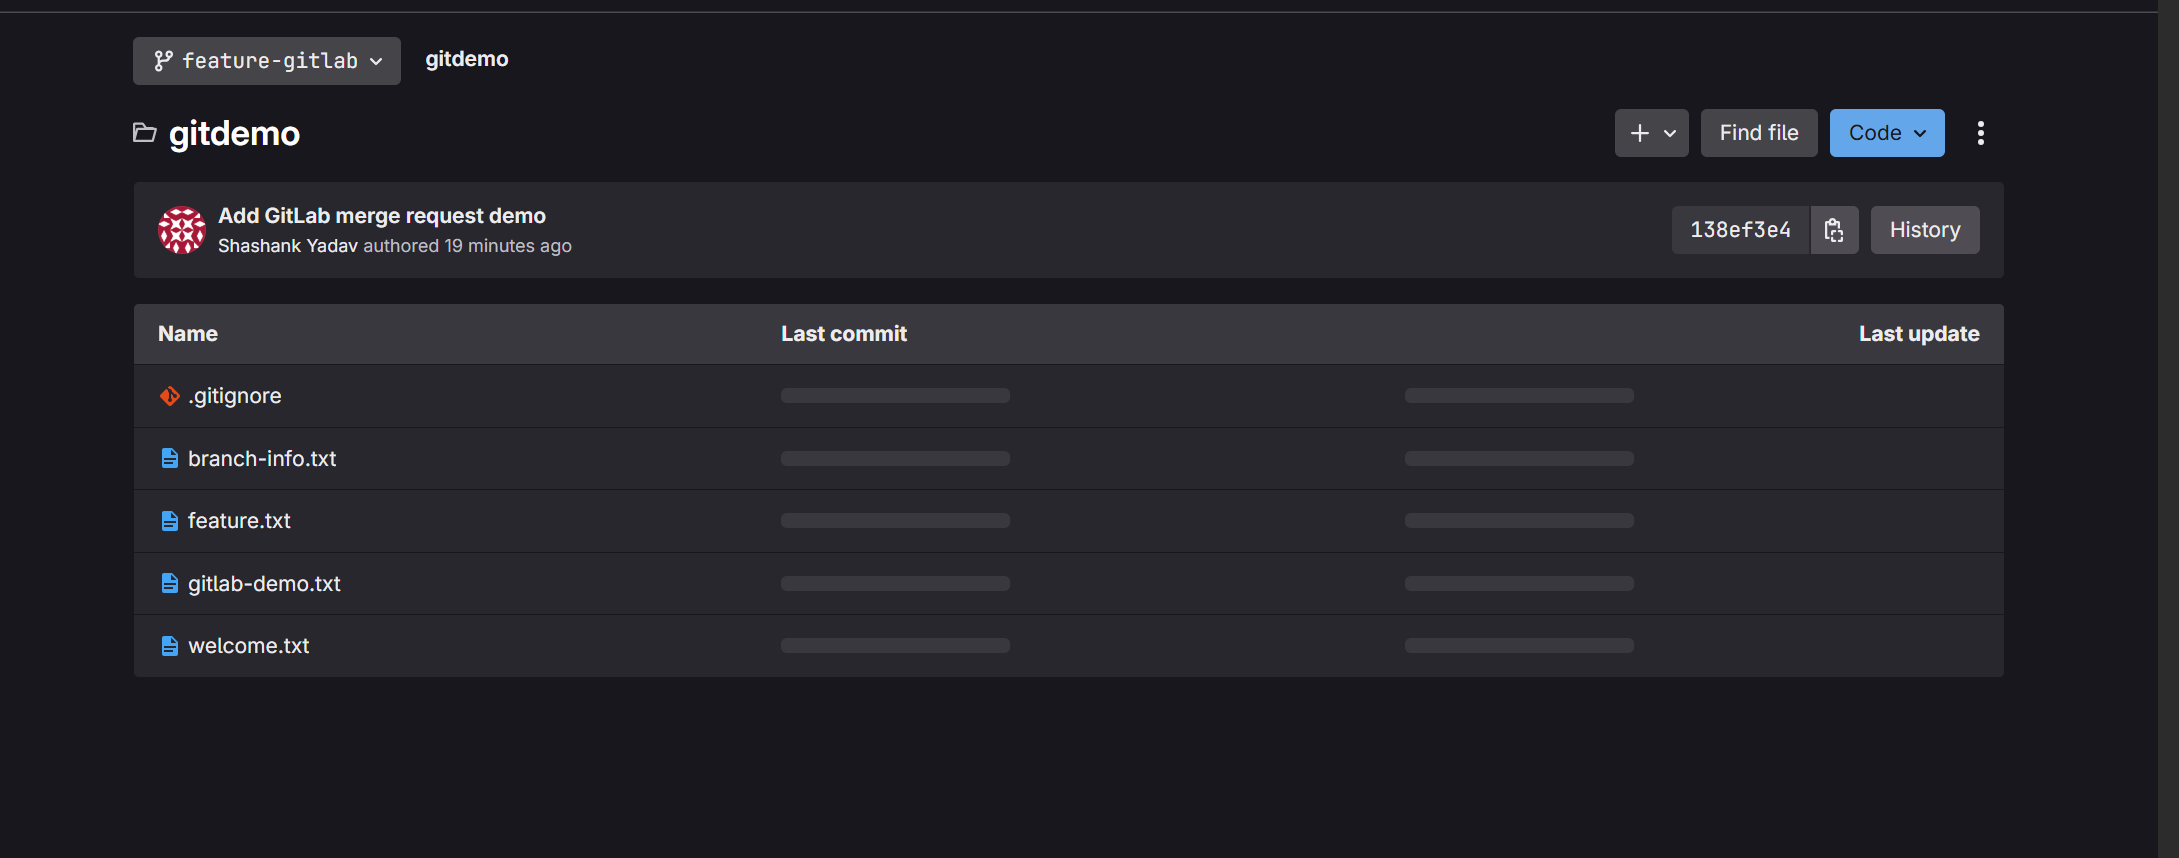 feature-gitlab gitdemo
gitdemo
Find file Code
Add GitLab merge request demo
Shashank Yadav authored 19 minutes ago
138ef3e4 History
Name Last commit Last update
.gitignore
branch-info.txt
feature.txt
gitlab-demo.txt
welcome.txt